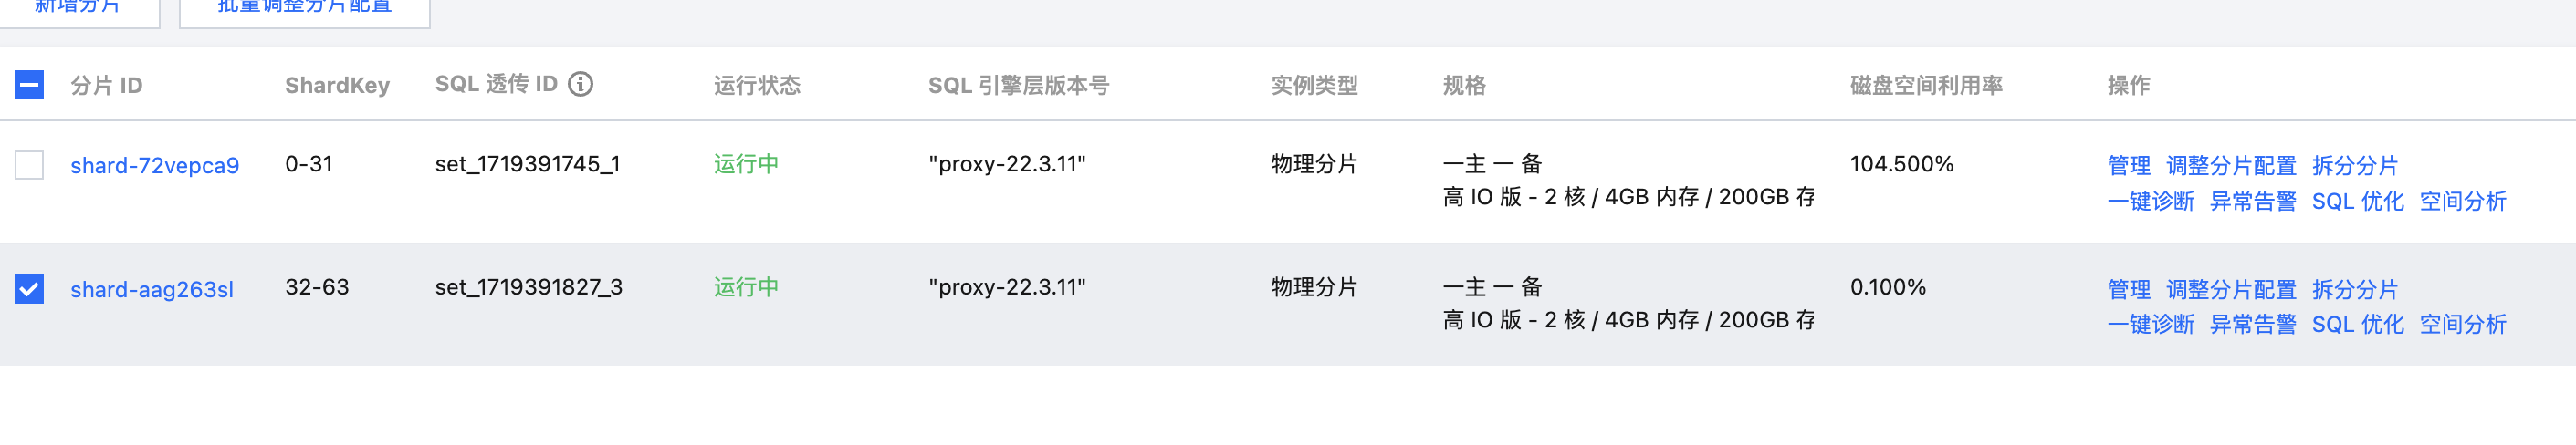 新增分片 批量调整分片配置
分片 ID ShardKey SQL 透传 ID 运行状态 SQL 引擎层版本号 实例类型 规格 磁盘空间利用率 操作
shard-72vepca9 0-31 set_1719391745_1 运行中 "proxy-22.3.11" 物理分片 一主 一 备 104.500% 管理 调整分片配置 拆分分片
高 IO 版 - 2 核 / 4GB 内存 / 200GB 存 一键诊断 异常告警 SQL 优化 空间分析
shard-aag263sl 32-63 set_1719391827_3 运行中 "proxy-22.3.11" 物理分片 一主 一 备 0.100% 管理 调整分片配置 拆分分片
高 IO 版 - 2 核 / 4GB 内存 / 200GB 存 一键诊断 异常告警 SQL 优化 空间分析